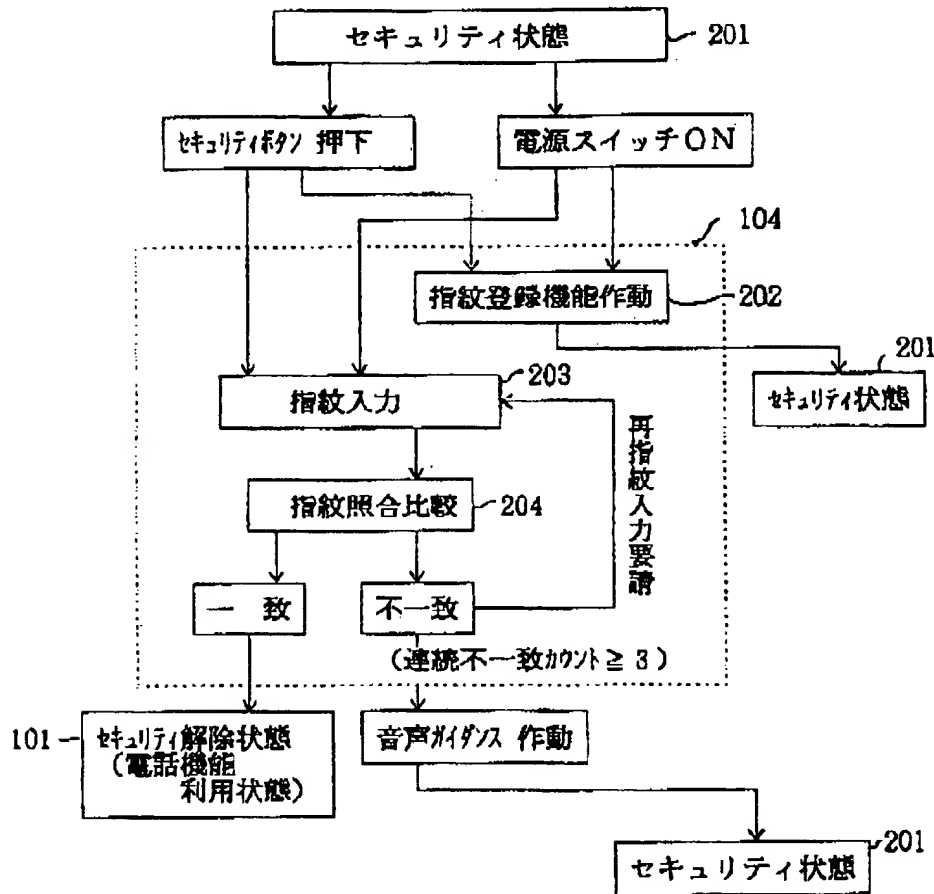 セキュリティ状態
201
セキュリティボタン 押下
電源スイッチON
104
指紋登録機能作動
202
201
セキュリティ状態
203
指紋入力
再指紋入力要請
指紋照合比較
204
一 致
不一致
(連続不一致カウント≧3)
101
セキュリティ解除状態
(電話機能
利用状態)
音声ガイダンス 作動
201
セキュリティ状態